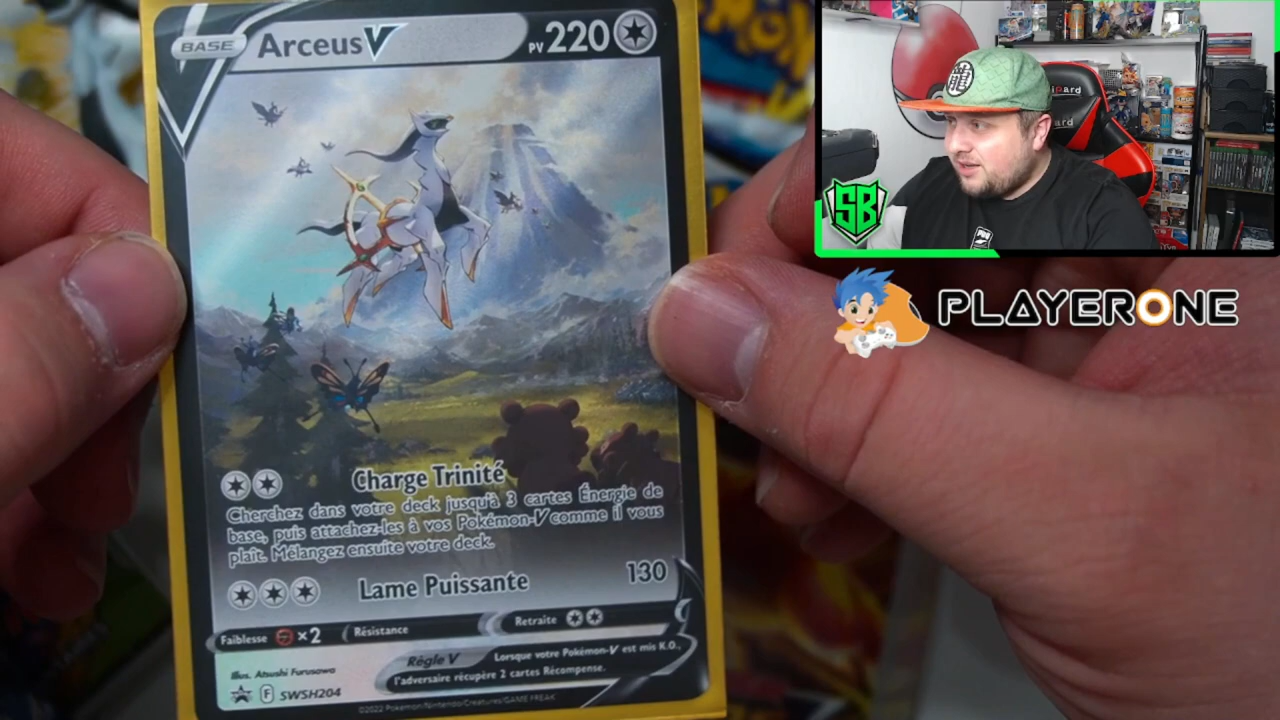 BASE Arceus V PV 220
Charge Trinité
Cherchez dans votre deck jusqu'à 3 cartes Énergie de
base, puis attachez-les à vos Pokémon-V comme il vous
plaît. Mélangez ensuite votre deck.
Lame Puissante 130
Faiblesse ×2 Résistance Retraite
Règle V Lorsque votre Pokémon-V est mis K.O.,
l'adversaire récupère 2 cartes Récompense.
Illus. Atsushi Furusawa
F SWSH204
©2022 Pokémon/Nintendo/Creatures/GAME FREAK
龍
SB
PLAYERONE